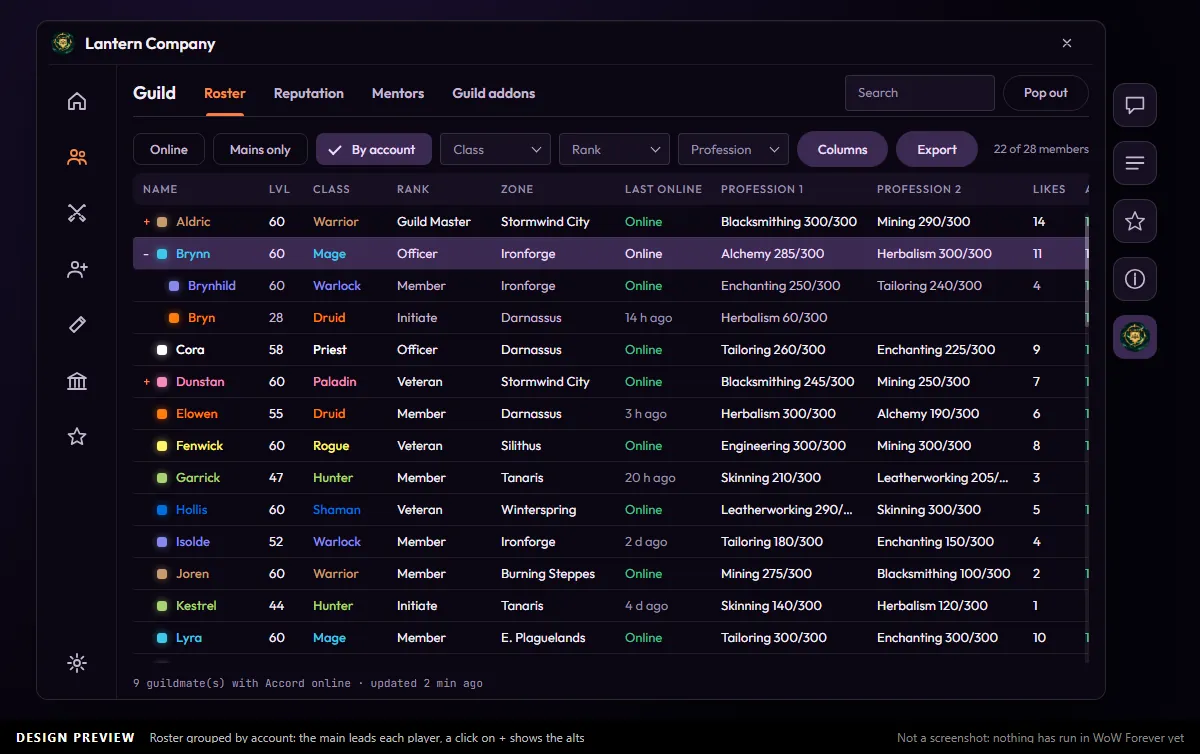 Lantern Company
Guild Roster Reputation Mentors Guild addons Search Pop out
Online Mains only By account Class Rank Profession Columns Export 22 of 28 members
NAME LVL CLASS RANK ZONE LAST ONLINE PROFESSION 1 PROFESSION 2 LIKES
+ Aldric 60 Warrior Guild Master Stormwind City Online Blacksmithing 300/300 Mining 290/300 14
- Brynn 60 Mage Officer Ironforge Online Alchemy 285/300 Herbalism 300/300 11
Brynhild 60 Warlock Member Ironforge Online Enchanting 250/300 Tailoring 240/300 4
Bryn 28 Druid Initiate Darnassus 14 h ago Herbalism 60/300
Cora 58 Priest Officer Darnassus Online Tailoring 260/300 Enchanting 225/300 9
+ Dunstan 60 Paladin Veteran Stormwind City Online Blacksmithing 245/300 Mining 250/300 7
Elowen 55 Druid Member Darnassus 3 h ago Herbalism 300/300 Alchemy 190/300 6
Fenwick 60 Rogue Veteran Silithus Online Engineering 300/300 Mining 300/300 8
Garrick 47 Hunter Member Tanaris 20 h ago Skinning 210/300 Leatherworking 205/... 3
Hollis 60 Shaman Veteran Winterspring Online Leatherworking 290/... Skinning 300/300 5
Isolde 52 Warlock Member Ironforge 2 d ago Tailoring 180/300 Enchanting 150/300 4
Joren 60 Warrior Member Burning Steppes Online Mining 275/300 Blacksmithing 100/300 2
Kestrel 44 Hunter Initiate Tanaris 4 d ago Skinning 140/300 Herbalism 120/300 1
Lyra 60 Mage Member E. Plaguelands Online Tailoring 300/300 Enchanting 300/300 10
9 guildmate(s) with Accord online · updated 2 min ago
DESIGN PREVIEW Roster grouped by account: the main leads each player, a click on + shows the alts Not a screenshot: nothing has run in WoW Forever yet